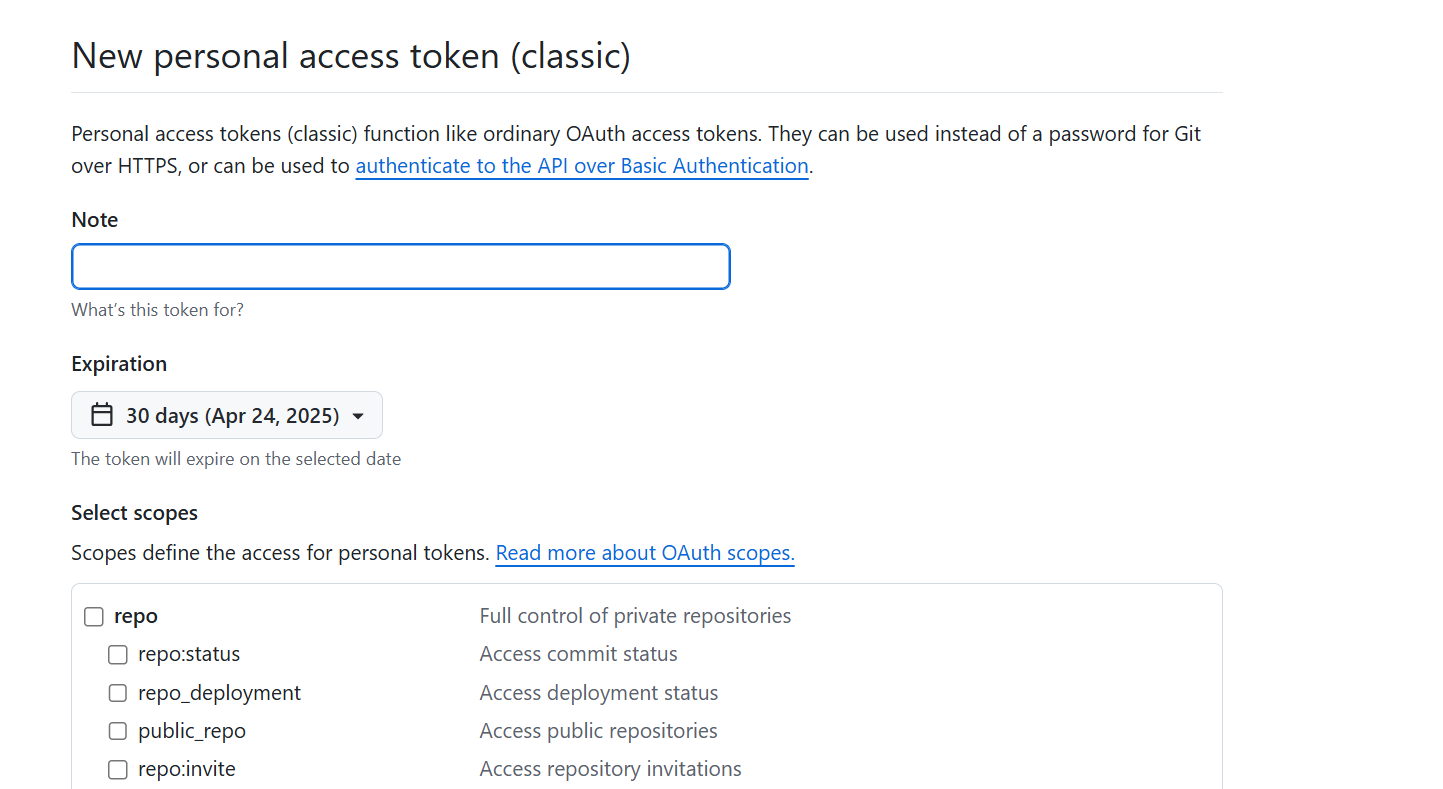 New personal access token (classic)
Personal access tokens (classic) function like ordinary OAuth access tokens. They can be used instead of a password for Git
over HTTPS, or can be used to authenticate to the API over Basic Authentication.
Note
What's this token for?
Expiration
30 days (Apr 24, 2025)
The token will expire on the selected date
Select scopes
Scopes define the access for personal tokens. Read more about OAuth scopes.
repo Full control of private repositories
repo:status Access commit status
repo_deployment Access deployment status
public_repo Access public repositories
repo:invite Access repository invitations